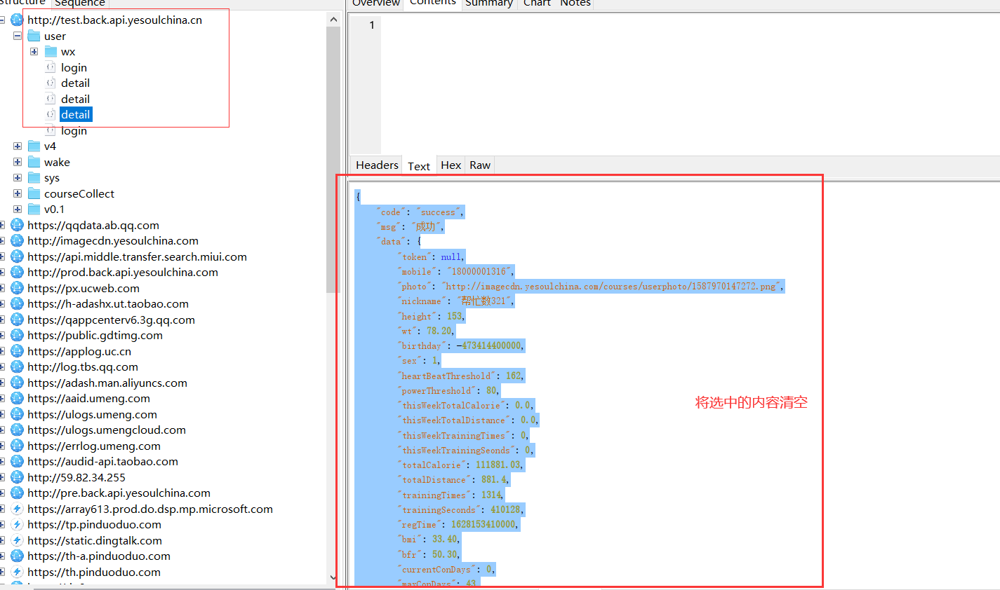 Structure Sequence
http://test.back.api.yesoulchina.cn
user
wx
login
detail
detail
detail
login
v4
wake
sys
courseCollect
v0.1
https://qqdata.ab.qq.com
http://imagecdn.yesoulchina.com
https://api.middle.transfer.search.miui.com
http://prod.back.api.yesoulchina.com
https://px.ucweb.com
https://h-adashx.ut.taobao.com
https://qappcenterv6.3g.qq.com
https://public.gdtimg.com
https://applog.uc.cn
http://log.tbs.qq.com
https://adash.man.aliyuncs.com
https://aaid.umeng.com
https://ulogs.umeng.com
https://ulogs.umengcloud.com
https://errlog.umeng.com
https://audid-api.taobao.com
http://59.82.34.255
http://pre.back.api.yesoulchina.com
https://array613.prod.do.dsp.mp.microsoft.com
https://tp.pinduoduo.com
https://static.dingtalk.com
https://th-a.pinduoduo.com
https://th.pinduoduo.com
Overview Contents Summary Chart Notes
1
Headers Text Hex Raw
{
"code": "success",
"msg": "成功",
"data": {
"token": null,
"mobile": "18000001316",
"photo": "http://imagecdn.yesoulchina.com/courses/userphoto/1587970147272.png",
"nickname": "帮忙数321",
"height": 153,
"wt": 78.20,
"birthday": -473414400000,
"sex": 1,
"heartBeatThreshold": 162,
"powerThreshold": 80,
"thisWeekTotalCalorie": 0.0,
"thisWeekTotalDistance": 0.0,
"thisWeekTrainingTimes": 0,
"thisWeekTrainingSeonds": 0,
"totalCalorie": 111881.03,
"totalDistance": 881.4,
"trainingTimes": 1314,
"trainingSeconds": 410128,
"regTime": 1628153410000,
"bmi": 33.40,
"bfr": 50.30,
"currentConDays": 0,
"maxConDays": 43,
将选中的内容清空